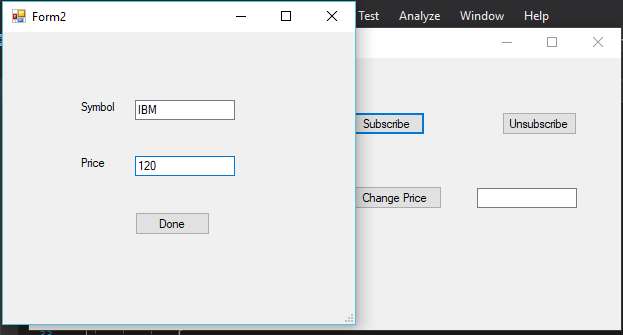 Form2
Test Analyze Window Help
Symbol IBM
Subscribe Unsubscribe
Price 120
Change Price
Done